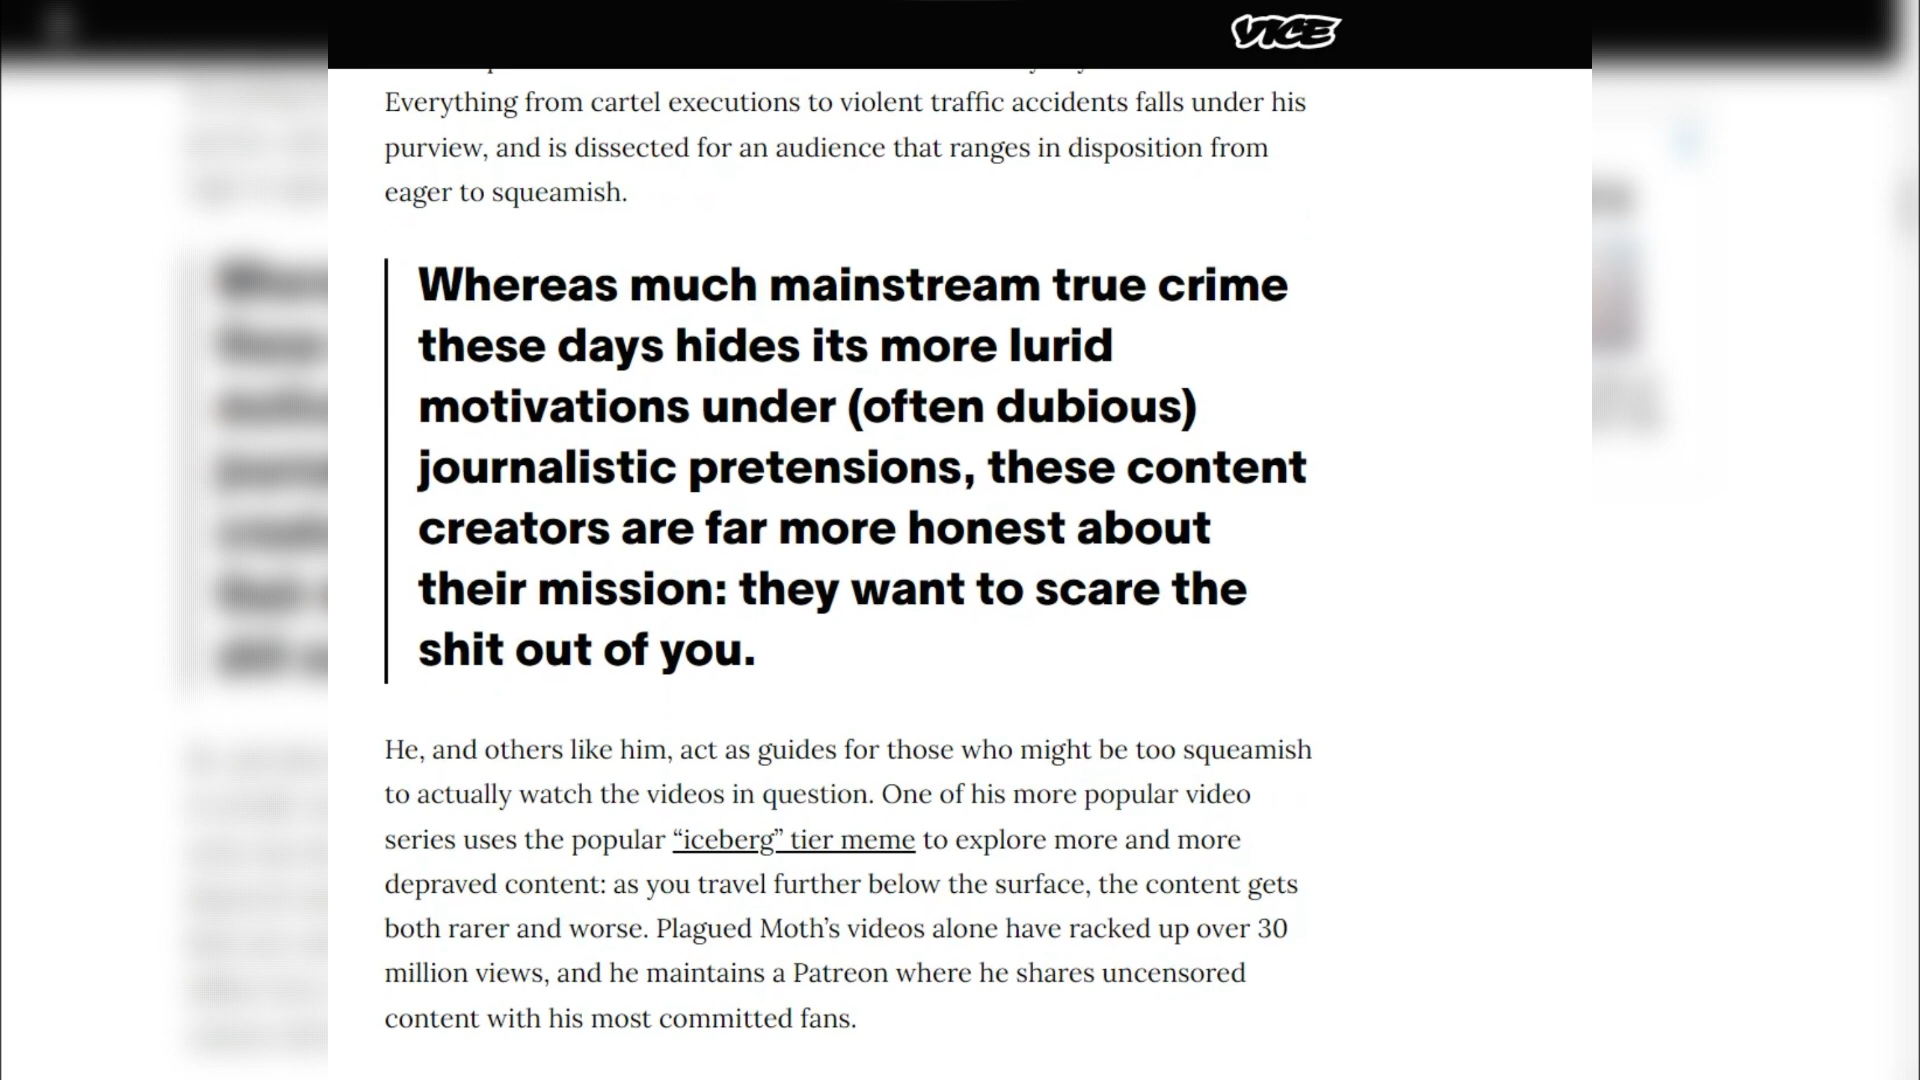 VICE
Everything from cartel executions to violent traffic accidents falls under his
purview, and is dissected for an audience that ranges in disposition from
eager to squeamish.
Whereas much mainstream true crime
these days hides its more lurid
motivations under (often dubious)
journalistic pretensions, these content
creators are far more honest about
their mission: they want to scare the
shit out of you.
He, and others like him, act as guides for those who might be too squeamish
to actually watch the videos in question. One of his more popular video
series uses the popular “iceberg” tier meme to explore more and more
depraved content: as you travel further below the surface, the content gets
both rarer and worse. Plagued Moth’s videos alone have racked up over 30
million views, and he maintains a Patreon where he shares uncensored
content with his most committed fans.